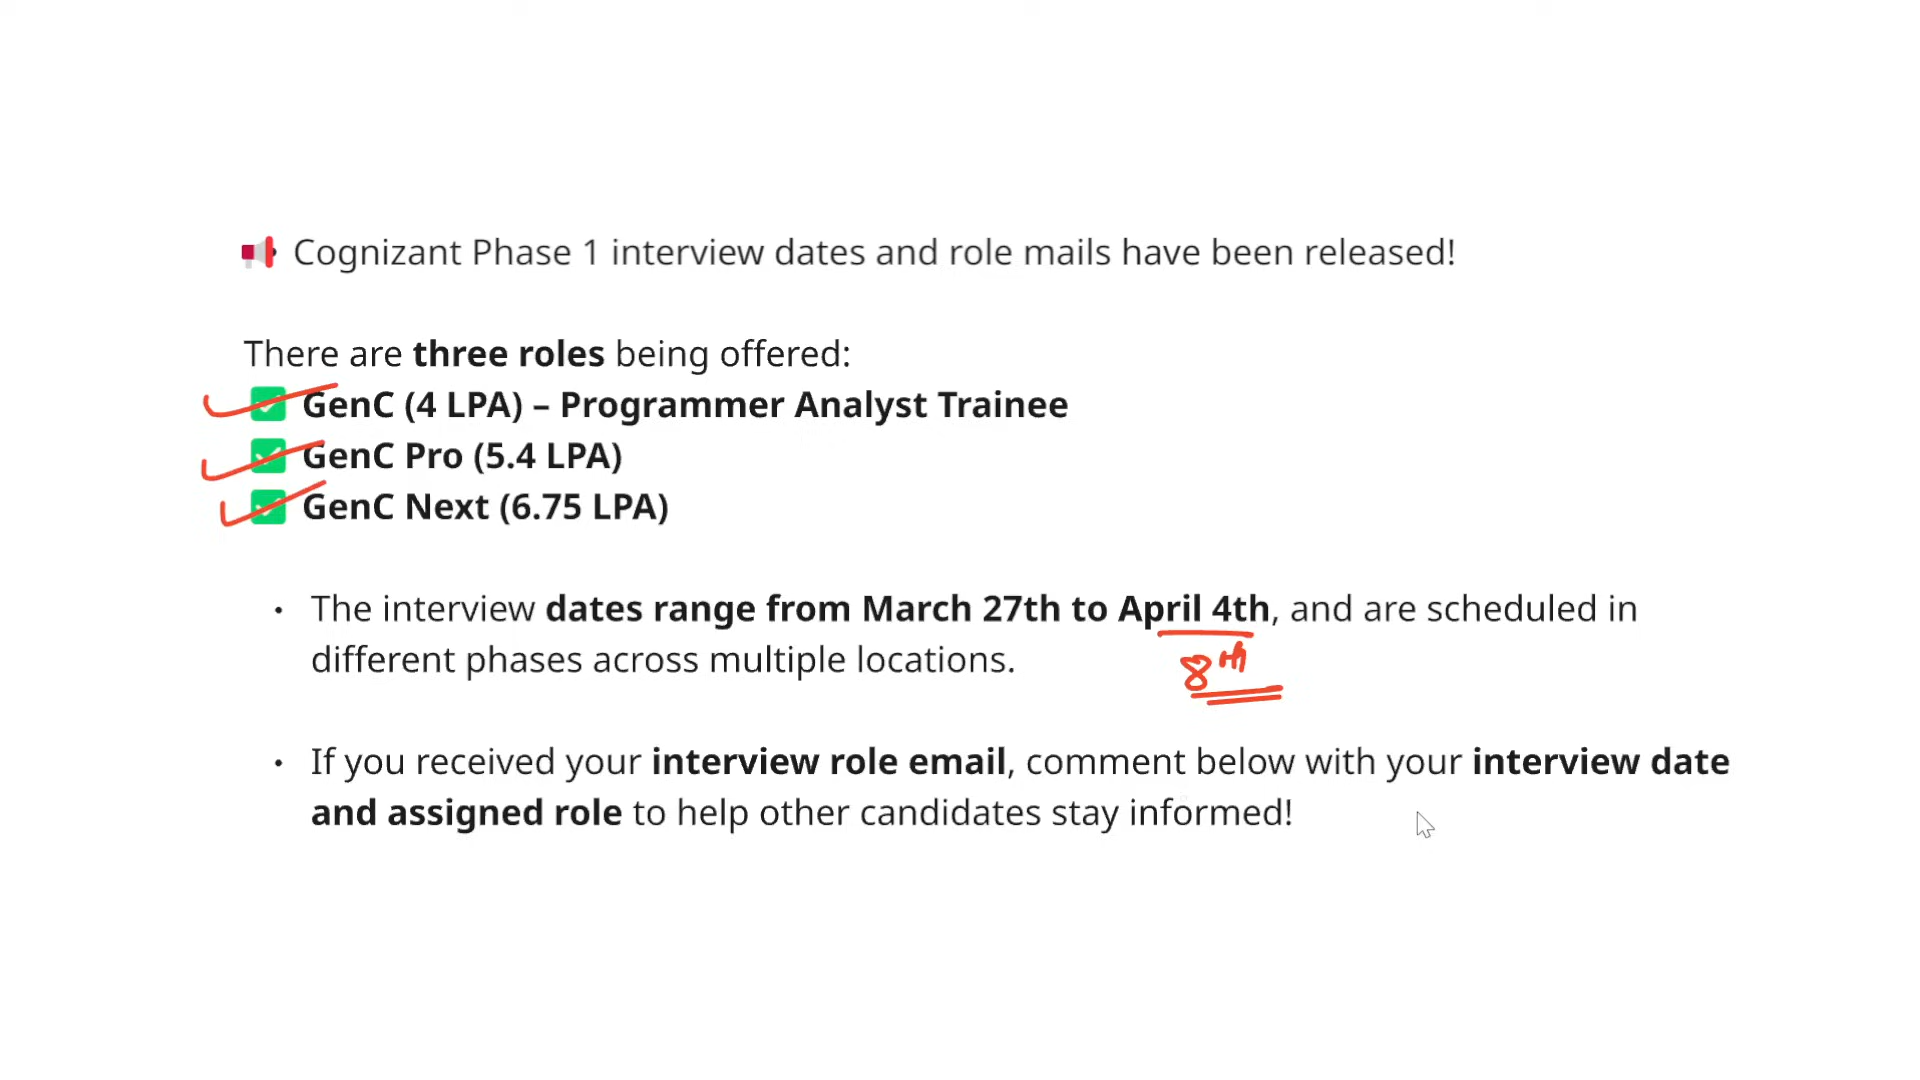 Cognizant Phase 1 interview dates and role mails have been released!
There are three roles being offered:
GenC (4 LPA) – Programmer Analyst Trainee
GenC Pro (5.4 LPA)
GenC Next (6.75 LPA)
• The interview dates range from March 27th to April 4th, and are scheduled in
different phases across multiple locations.
8th
• If you received your interview role email, comment below with your interview date
and assigned role to help other candidates stay informed!